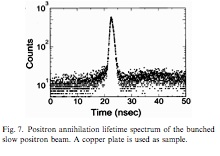 10³
10²
10¹
Counts
0 10 20 30 40 50
Time (nsec)
Fig. 7. Positron annihilation lifetime spectrum of the bunched
slow positron beam. A copper plate is used as sample.